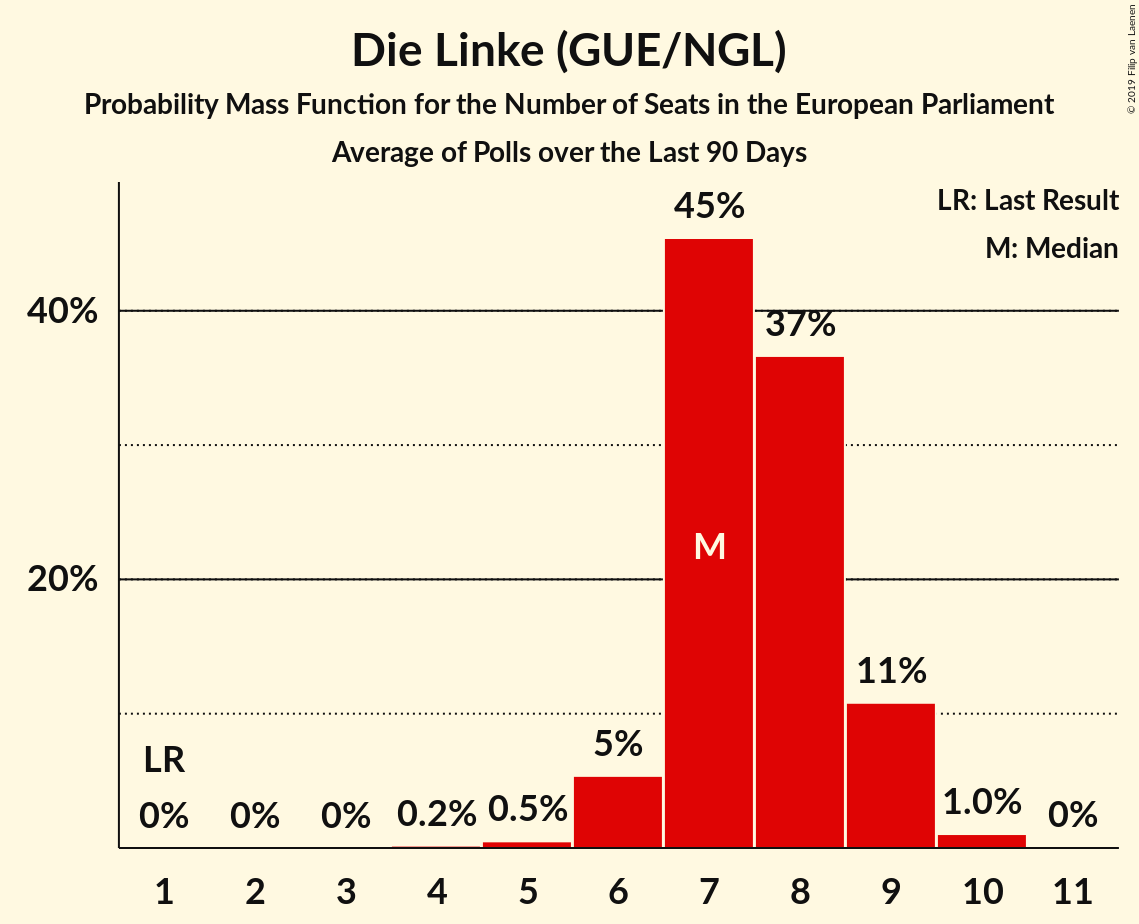 Die Linke (GUE/NGL)
Probability Mass Function for the Number of Seats in the European Parliament
Average of Polls over the Last 90 Days
© 2019 Filip van Laenen
LR: Last Result
M: Median
40%
20%
LR
0%
0%
0%
0.2%
0.5%
5%
45%
M
37%
11%
1.0%
0%
1 2 3 4 5 6 7 8 9 10 11